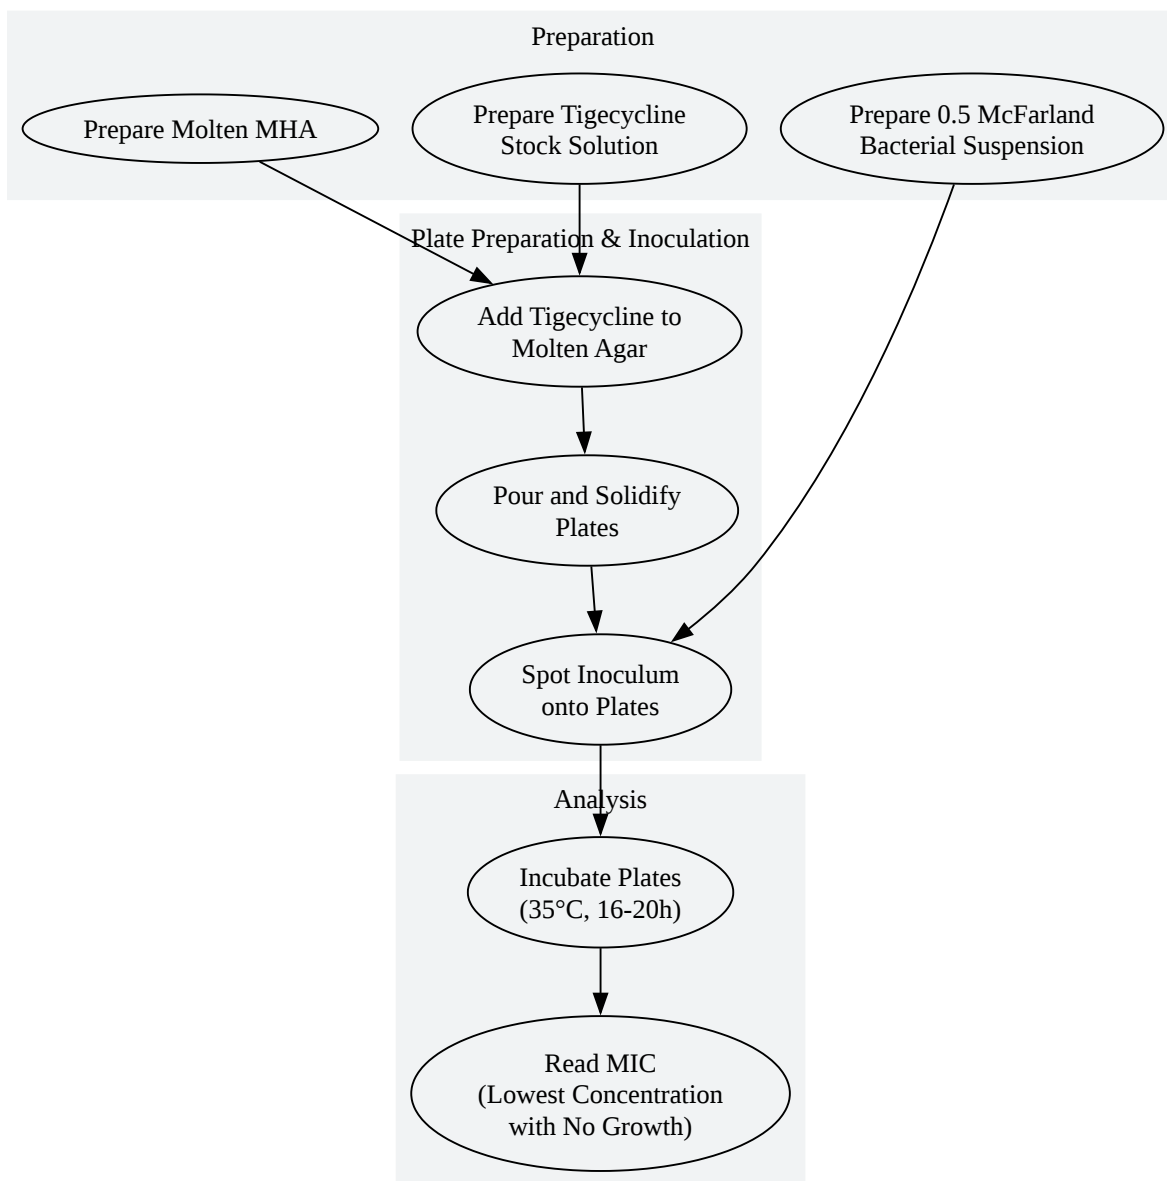 Preparation
Prepare Molten MHA
Prepare Tigecycline
Stock Solution
Prepare 0.5 McFarland
Bacterial Suspension
Plate Preparation & Inoculation
Add Tigecycline to
Molten Agar
Pour and Solidify
Plates
Spot Inoculum
onto Plates
Analysis
Incubate Plates
(35°C, 16-20h)
Read MIC
(Lowest Concentration
with No Growth)